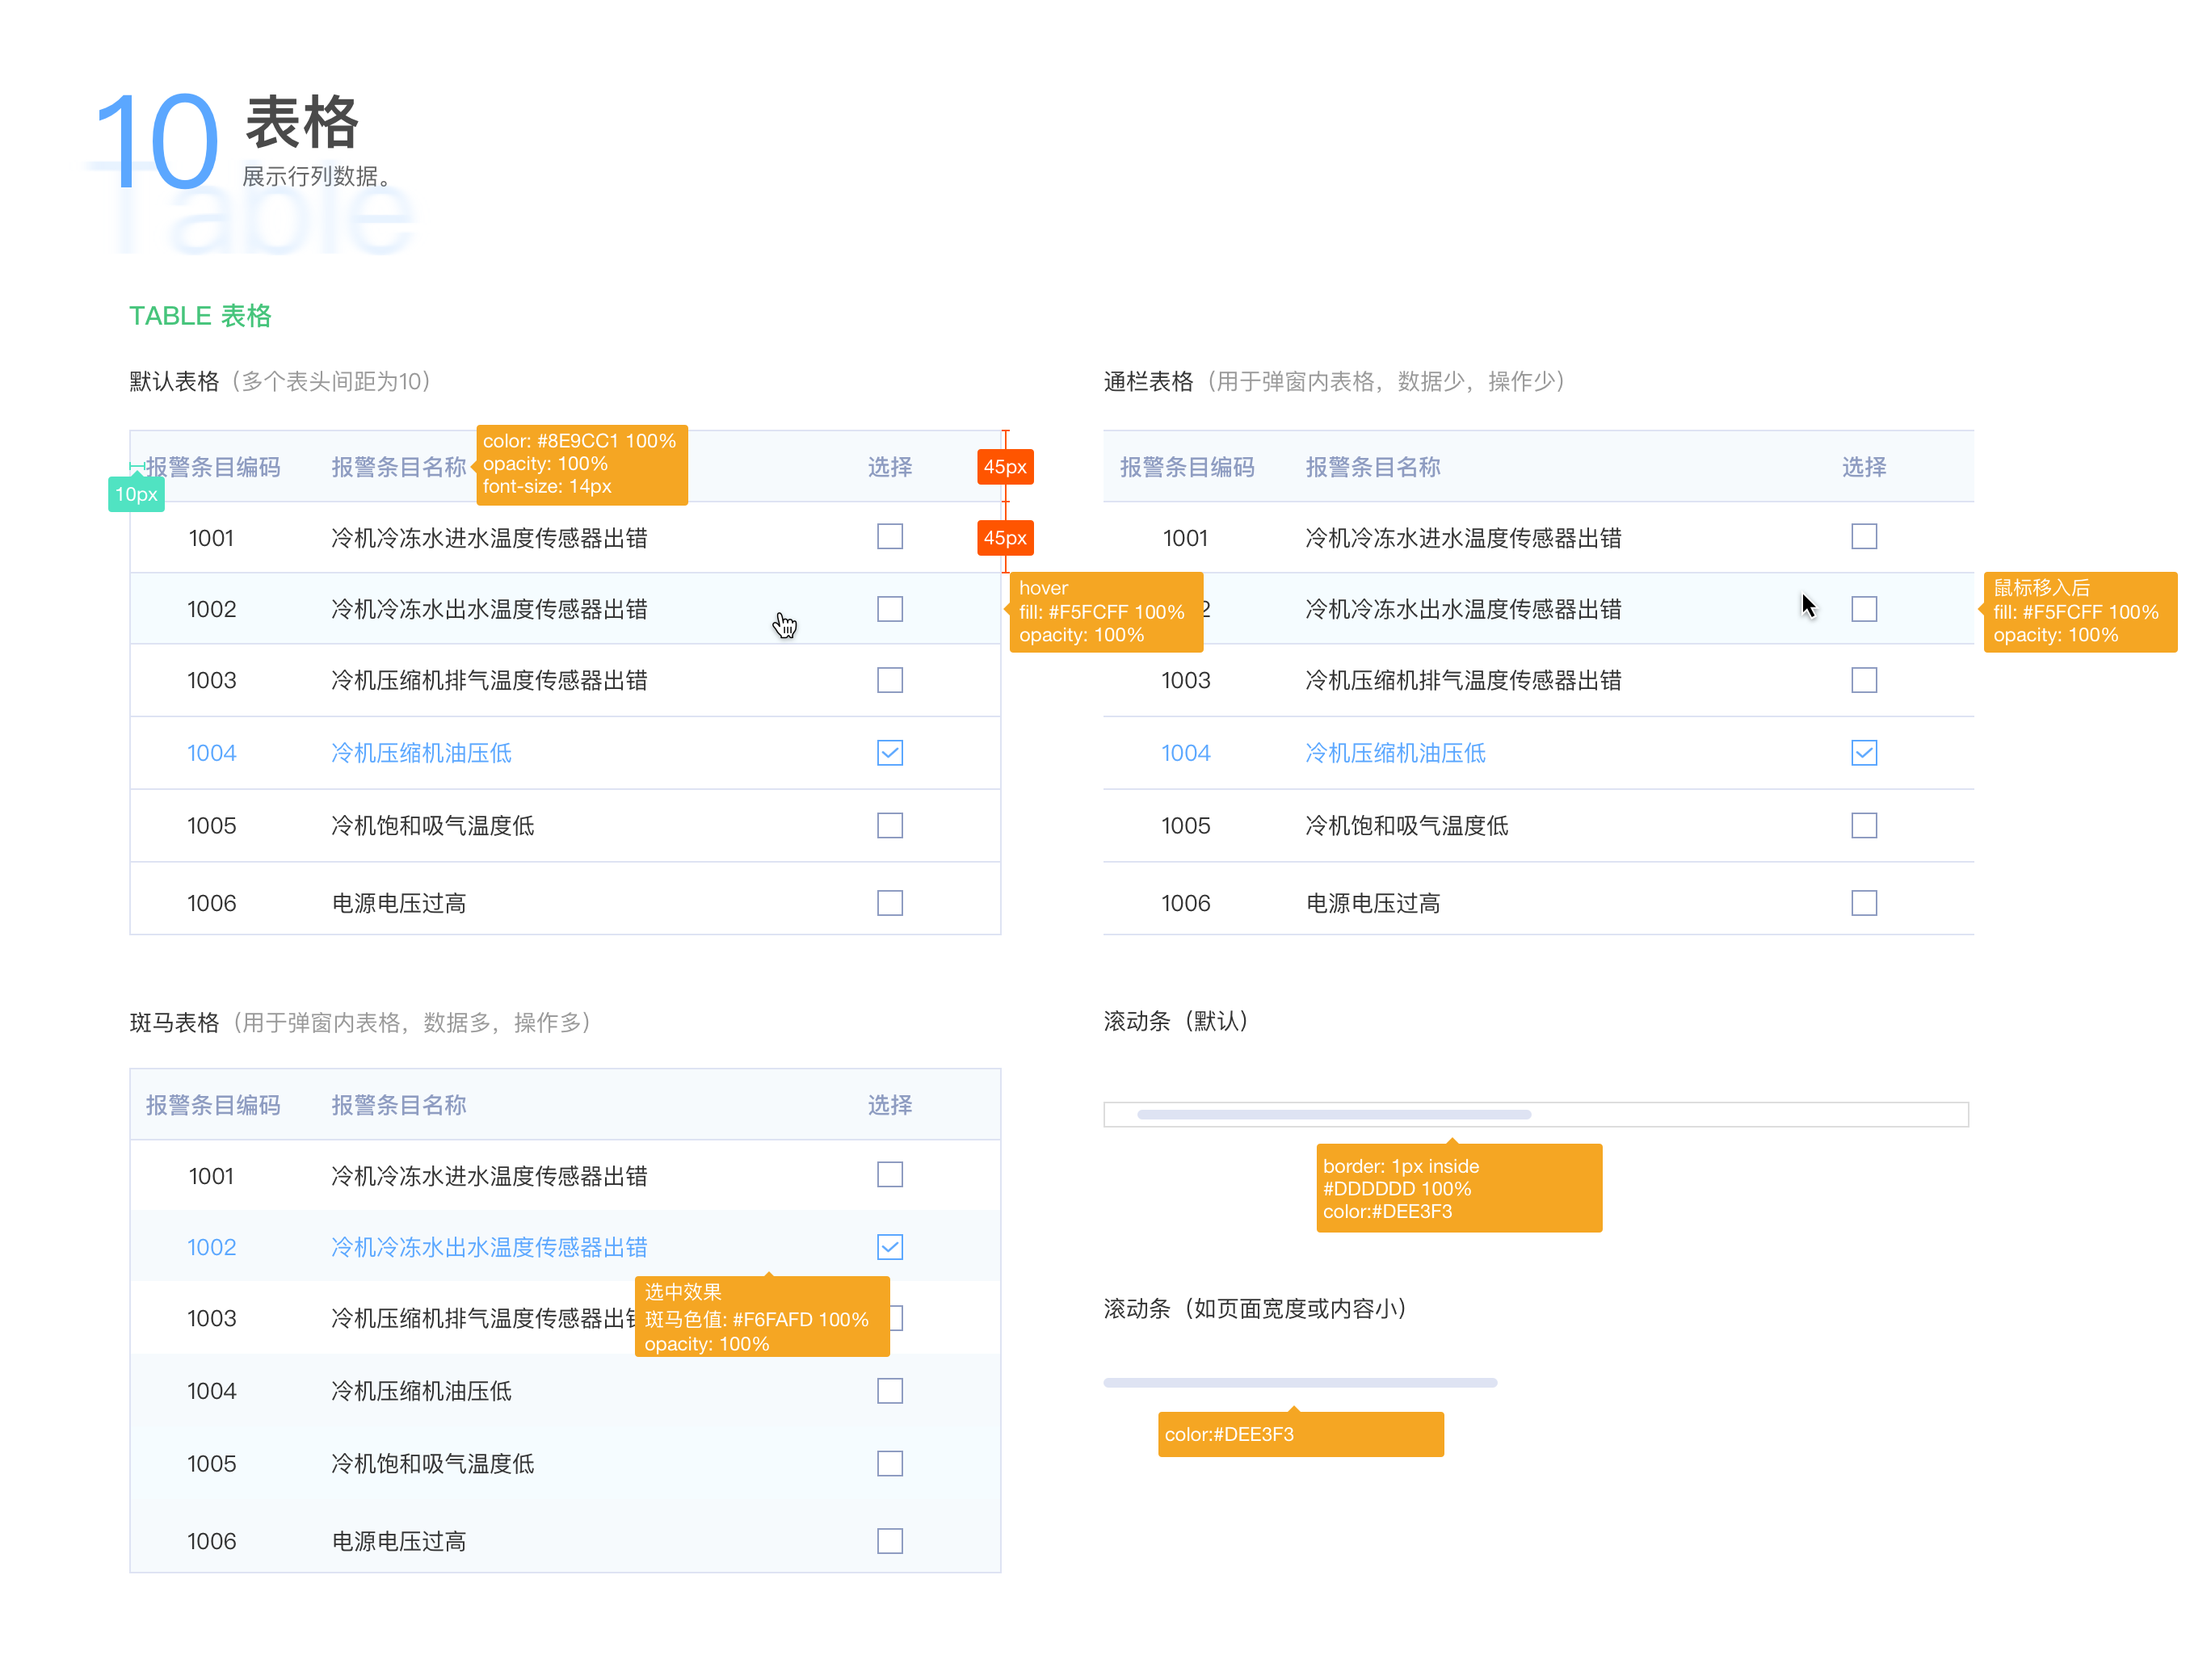 10
表格
展示行列数据。
Table
TABLE 表格
默认表格（多个表头间距为10）
报警条目编码 报警条目名称 选择
color: #8E9CC1 100%
opacity: 100%
font-size: 14px
10px
45px
1001 冷机冷冻水进水温度传感器出错
45px
1002 冷机冷冻水出水温度传感器出错
hover
fill: #F5FCFF 100%
opacity: 100%
1003 冷机压缩机排气温度传感器出错
1004 冷机压缩机油压低
1005 冷机饱和吸气温度低
1006 电源电压过高
通栏表格（用于弹窗内表格，数据少，操作少）
报警条目编码 报警条目名称 选择
1001 冷机冷冻水进水温度传感器出错
2 冷机冷冻水出水温度传感器出错
鼠标移入后
fill: #F5FCFF 100%
opacity: 100%
1003 冷机压缩机排气温度传感器出错
1004 冷机压缩机油压低
1005 冷机饱和吸气温度低
1006 电源电压过高
斑马表格（用于弹窗内表格，数据多，操作多）
报警条目编码 报警条目名称 选择
1001 冷机冷冻水进水温度传感器出错
1002 冷机冷冻水出水温度传感器出错
选中效果
斑马色值: #F6FAFD 100%
opacity: 100%
1003 冷机压缩机排气温度传感器出
1004 冷机压缩机油压低
1005 冷机饱和吸气温度低
1006 电源电压过高
滚动条（默认）
border: 1px inside
#DDDDDD 100%
color:#DEE3F3
滚动条（如页面宽度或内容小）
color:#DEE3F3